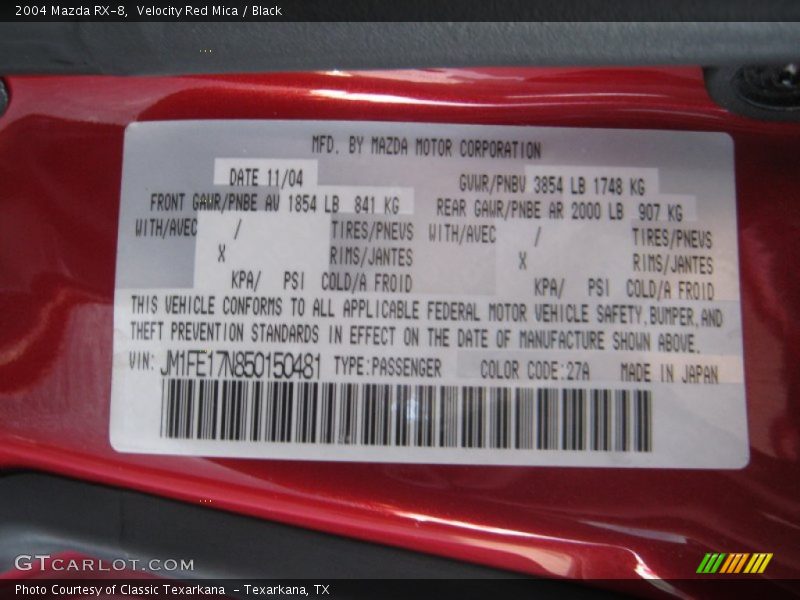 2004 Mazda RX-8,  Velocity Red Mica / Black
MFD. BY MAZDA MOTOR CORPORATION
DATE 11/04 GVWR/PNBV 3854 LB 1748 KG
FRONT GAWR/PNBE AV 1854 LB 841 KG REAR GAWR/PNBE AR 2000 LB 907 KG
WITH/AVEC / TIRES/PNEUS WITH/AVEC / TIRES/PNEUS
X RIMS/JANTES X RIMS/JANTES
KPA/ PSI COLD/A FROID KPA/ PSI COLD/A FROID
THIS VEHICLE CONFORMS TO ALL APPLICABLE FEDERAL MOTOR VEHICLE SAFETY,BUMPER,AND
THEFT PREVENTION STANDARDS IN EFFECT ON THE DATE OF MANUFACTURE SHOWN ABOVE.
VIN: JM1FE17N850150481 TYPE:PASSENGER COLOR CODE:27A MADE IN JAPAN
GTCARLOT.COM
Photo Courtesy of Classic Texarkana  - Texarkana, TX